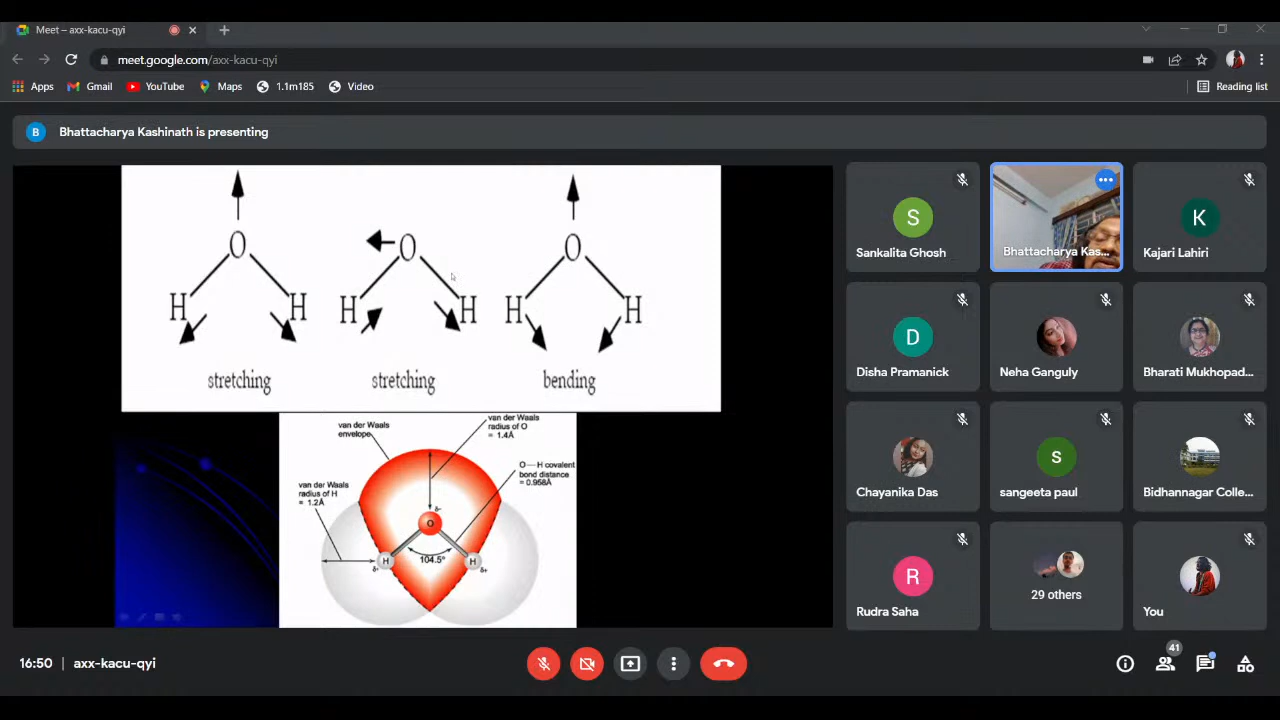 Meet – axx-kacu-qyi
meet.google.com/axx-kacu-qyi
Apps Gmail YouTube Maps 1.1m185 Video Reading list
B Bhattacharya Kashinath is presenting
O O O
H H H H H H
stretching stretching bending
van der Waals
envelope
van der Waals
radius of O
= 1.4Å
O—H covalent
bond distance
= 0.958Å
van der Waals
radius of H
= 1.2Å
δ-
O
H H
104.5°
δ+ δ+
S K
Sankalita Ghosh Bhattacharya Kas... Kajari Lahiri
D
Disha Pramanick Neha Ganguly Bharati Mukhopad...
s
Chayanika Das sangeeta paul Bidhannagar Colle...
R
Rudra Saha 29 others You
16:50 | axx-kacu-qyi
41